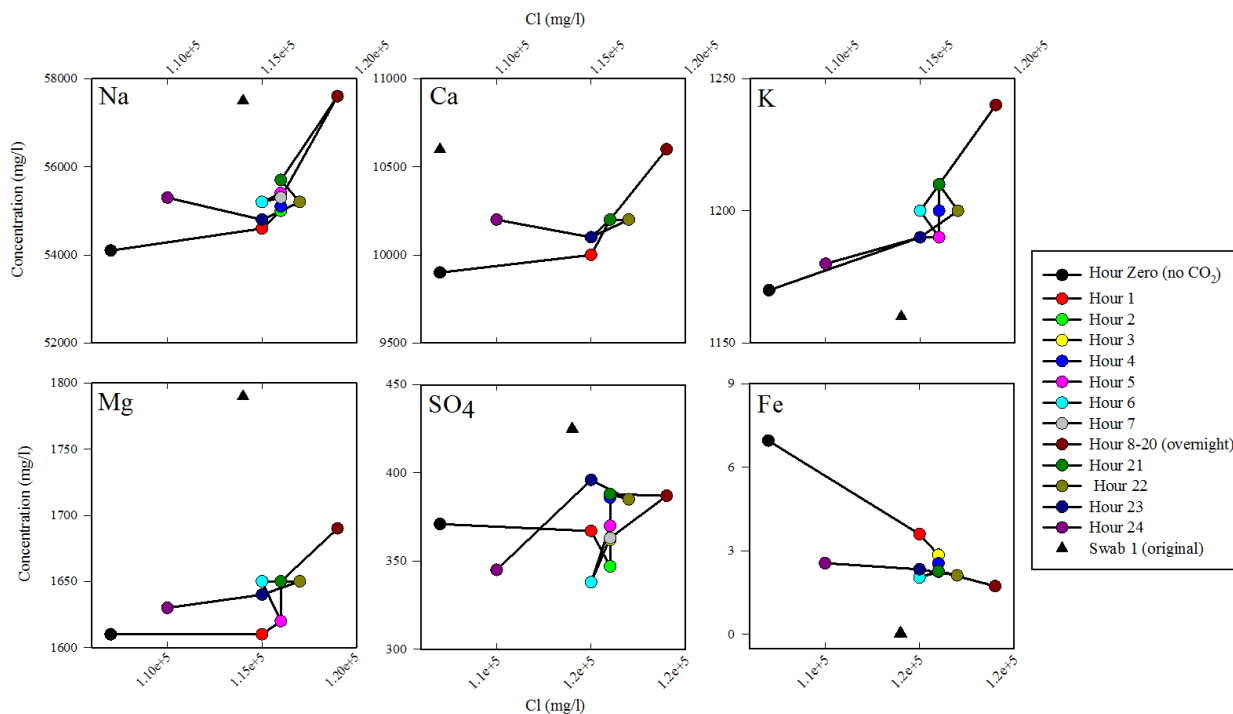 Cl (mg/l)
1.10e+5
1.15e+5
1.20e+5
1.10e+5
1.15e+5
1.20e+5
1.10e+5
1.15e+5
1.20e+5
Concentration (mg/l)
58000
56000
54000
52000
Na
11000
10500
10000
9500
Ca
1250
1200
1150
K
Concentration (mg/l)
1800
1750
1700
1650
1600
Mg
450
400
350
300
SO4
9
6
3
0
Fe
1.10e+5
1.15e+5
1.20e+5
1.1e+5
1.2e+5
1.2e+5
1.1e+5
1.2e+5
1.2e+5
Cl (mg/l)
Hour Zero (no CO2)
Hour 1
Hour 2
Hour 3
Hour 4
Hour 5
Hour 6
Hour 7
Hour 8-20 (overnight)
Hour 21
Hour 22
Hour 23
Hour 24
Swab 1 (original)